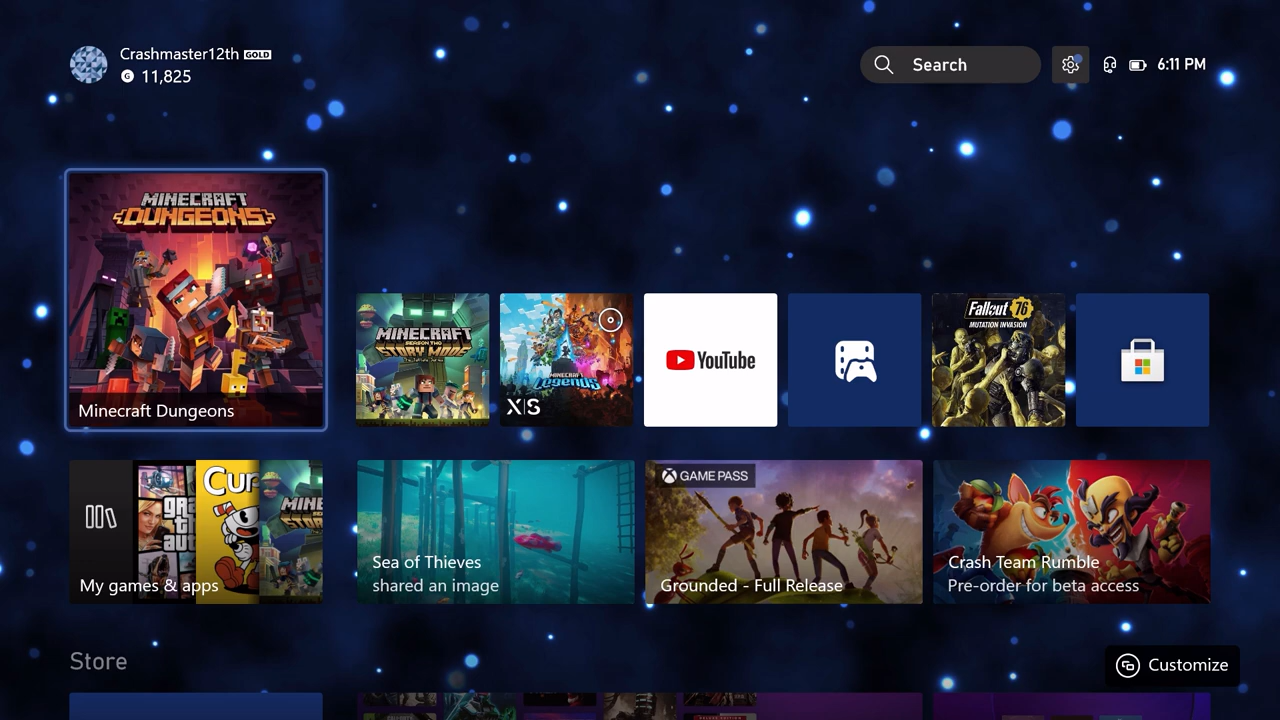 Crashmaster12th GOLD
G 11,825
Search
6:11 PM
MINECRAFT
DUNGEONS
Minecraft Dungeons
MINECRAFT
SEASON TWO
STORY MODE
MINECRAFT
Legends
X|S
YouTube
Fallout 76
MUTATION INVASION
My games & apps
Sea of Thieves
shared an image
GAME PASS
Grounded - Full Release
Crash Team Rumble
Pre-order for beta access
Store
Customize